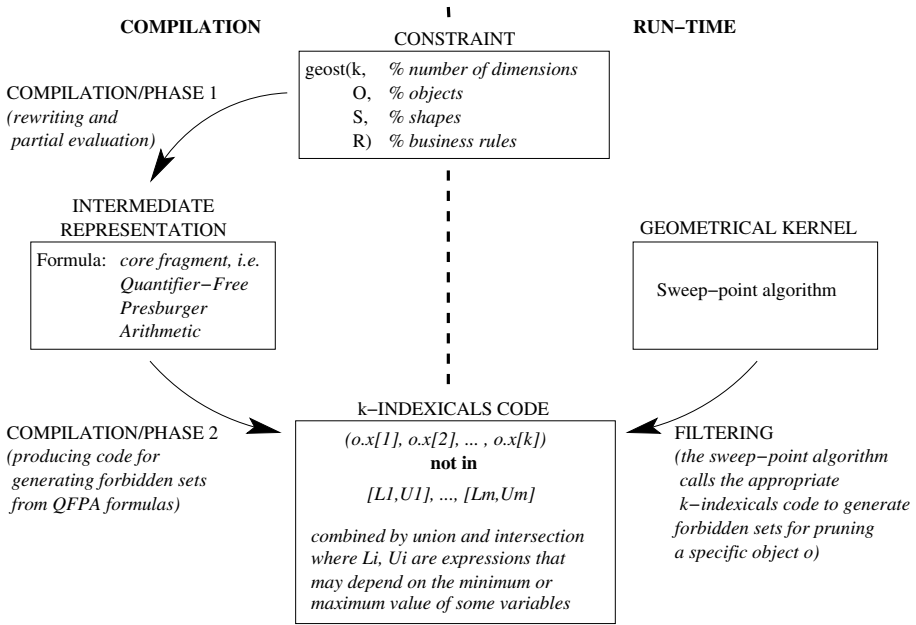 COMPILATION
RUN−TIME
CONSTRAINT
geost(k, % number of dimensions
O, % objects
S, % shapes
R) % business rules
COMPILATION/PHASE 1
(rewriting and
partial evaluation)
INTERMEDIATE
REPRESENTATION
Formula: core fragment, i.e.
Quantifier−Free
Presburger
Arithmetic
GEOMETRICAL KERNEL
Sweep−point algorithm
COMPILATION/PHASE 2
(producing code for
generating forbidden sets
from QFPA formulas)
k−INDEXICALS CODE
(o.x[1], o.x[2], ... , o.x[k])
not in
[L1,U1], ..., [Lm,Um]
combined by union and intersection
where Li, Ui are expressions that
may depend on the minimum or
maximum value of some variables
FILTERING
(the sweep−point algorithm
calls the appropriate
k−indexicals code to generate
forbidden sets for pruning
a specific object o)